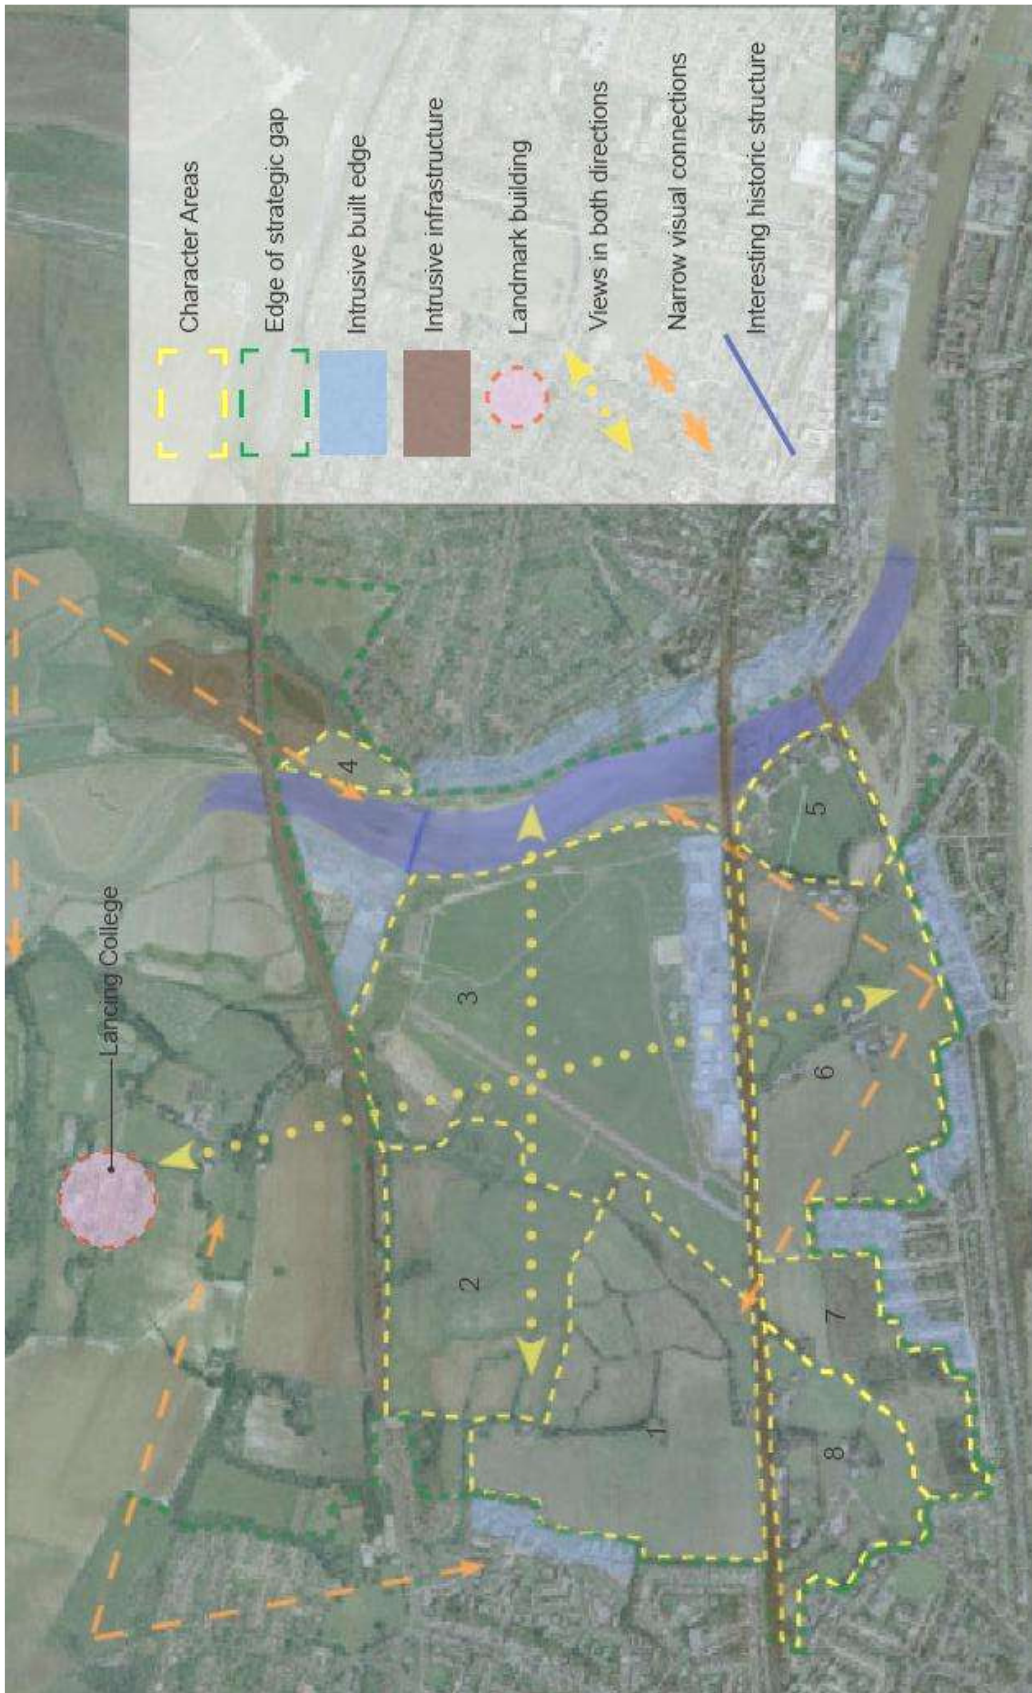 Character Areas
Edge of strategic gap
Intrusive built edge
Intrusive infrastructure
Landmark building
Views in both directions
Narrow visual connections
Interesting historic structure
Lancing College
1
2
3
4
5
6
7
8